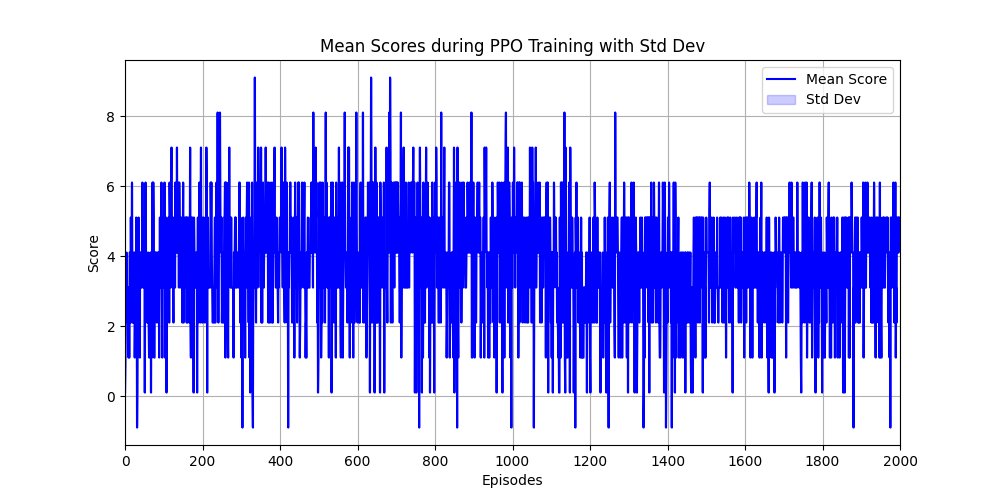 Mean Scores during PPO Training with Std Dev
Mean Score
Std Dev
8
6
4
2
0
Score
0 200 400 600 800 1000 1200 1400 1600 1800 2000
Episodes